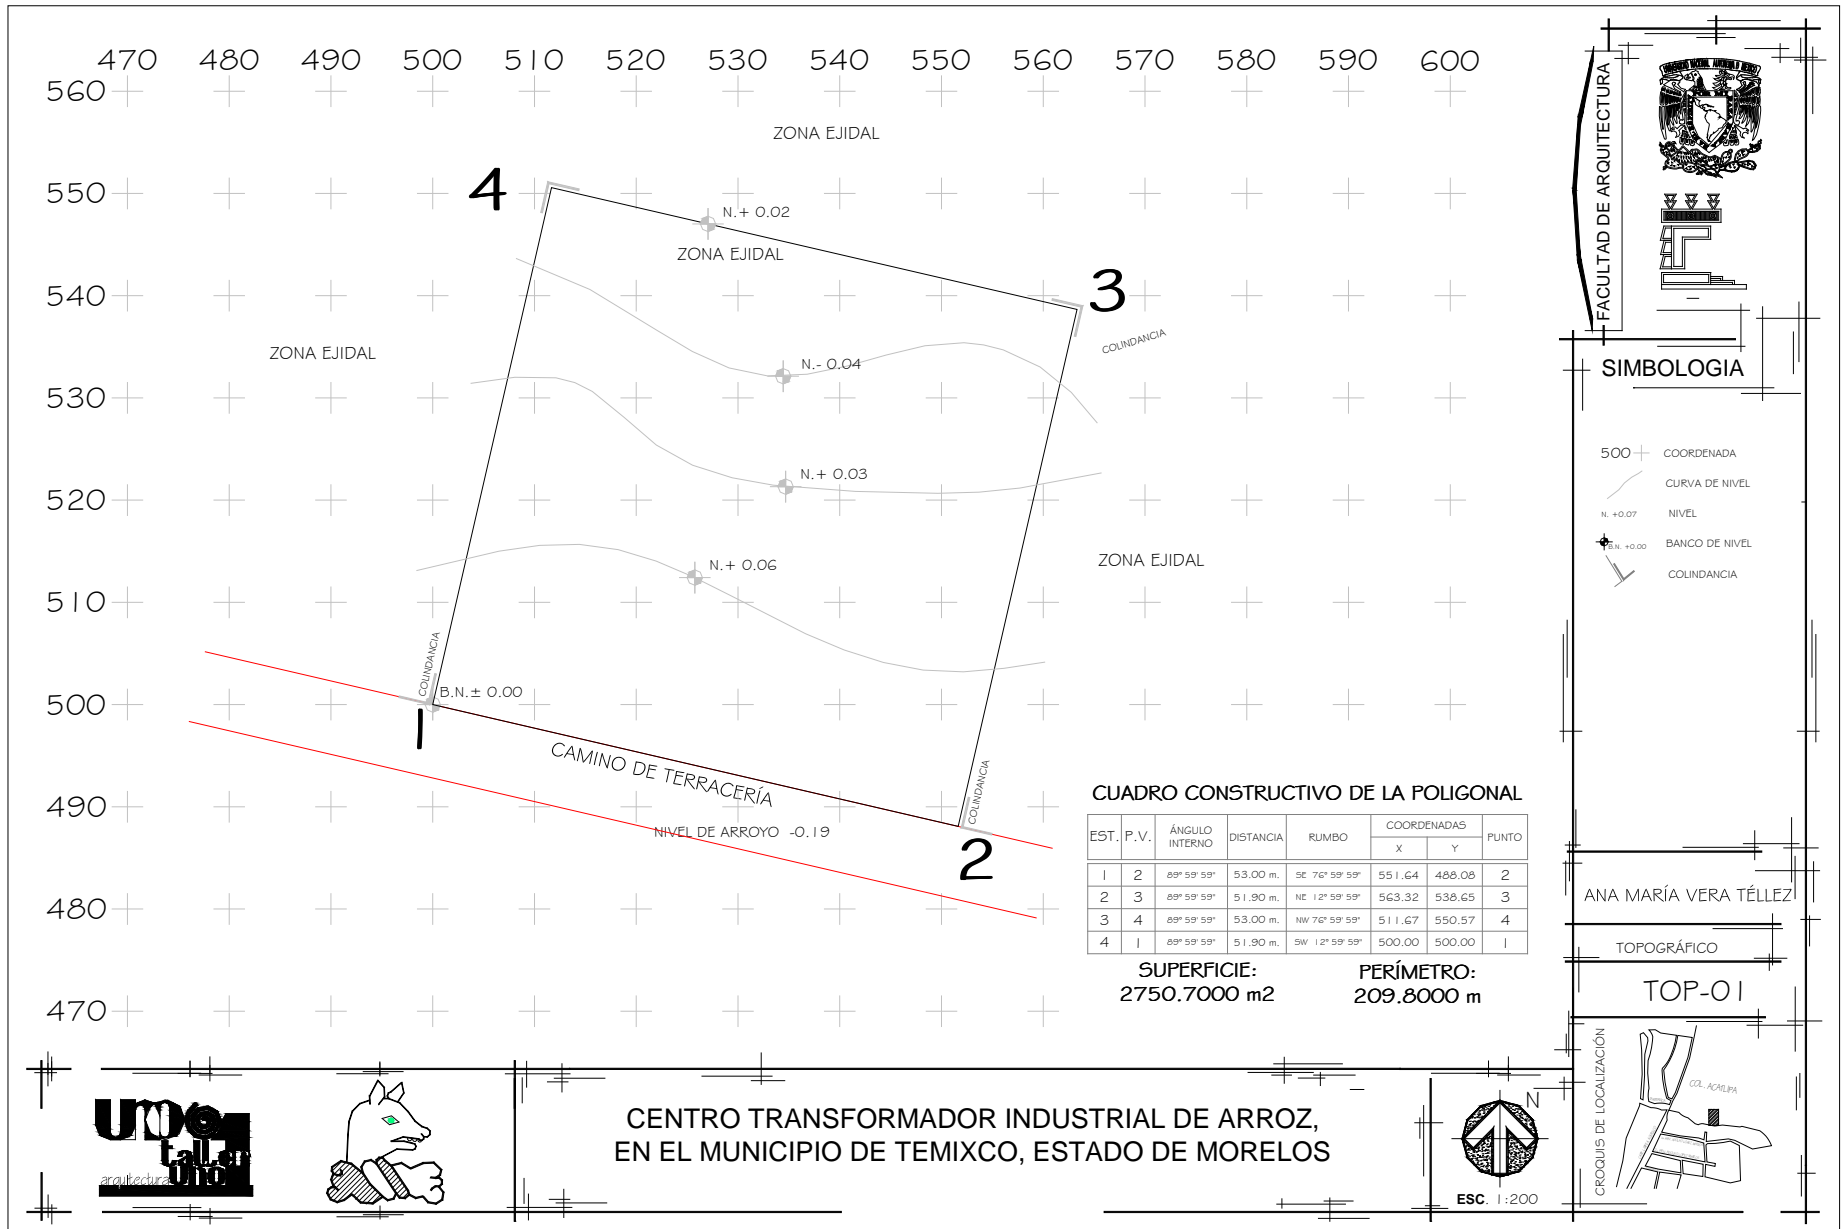 470 480 490 500 510 520 530 540 550 560 570 580 590 600
560
550
540
530
520
510
500
490
480
470
ZONA EJIDAL
4
N.+ 0.02
ZONA EJIDAL
3
COLINDANCIA
ZONA EJIDAL
N.- 0.04
N.+ 0.03
ZONA EJIDAL
N.+ 0.06
COLINDANCIA
B.N.± 0.00
1
CAMINO DE TERRACERÍA
COLINDANCIA
NIVEL DE ARROYO -0.19
2
CUADRO CONSTRUCTIVO DE LA POLIGONAL
EST. P.V. ÁNGULO INTERNO DISTANCIA RUMBO COORDENADAS X Y PUNTO
1 2 89° 59' 59" 53.00 m. SE 76° 59' 59" 551.64 488.08 2
2 3 89° 59' 59" 51.90 m. NE 12° 59' 59" 563.32 538.65 3
3 4 89° 59' 59" 53.00 m. NW 76° 59' 59" 511.67 550.57 4
4 1 89° 59' 59" 51.90 m. SW 12° 59' 59" 500.00 500.00 1
SUPERFICIE:
2750.7000 m2
PERÍMETRO:
209.8000 m
FACULTAD DE ARQUITECTURA
SIMBOLOGIA
500 COORDENADA
CURVA DE NIVEL
N. +0.07 NIVEL
B.N. +0.00 BANCO DE NIVEL
COLINDANCIA
ANA MARÍA VERA TÉLLEZ
TOPOGRÁFICO
TOP-01
CROQUIS DE LOCALIZACIÓN
COL. ACATLIPA
arquitectura
taller
uno
CENTRO TRANSFORMADOR INDUSTRIAL DE ARROZ,
EN EL MUNICIPIO DE TEMIXCO, ESTADO DE MORELOS
N
ESC. 1:200